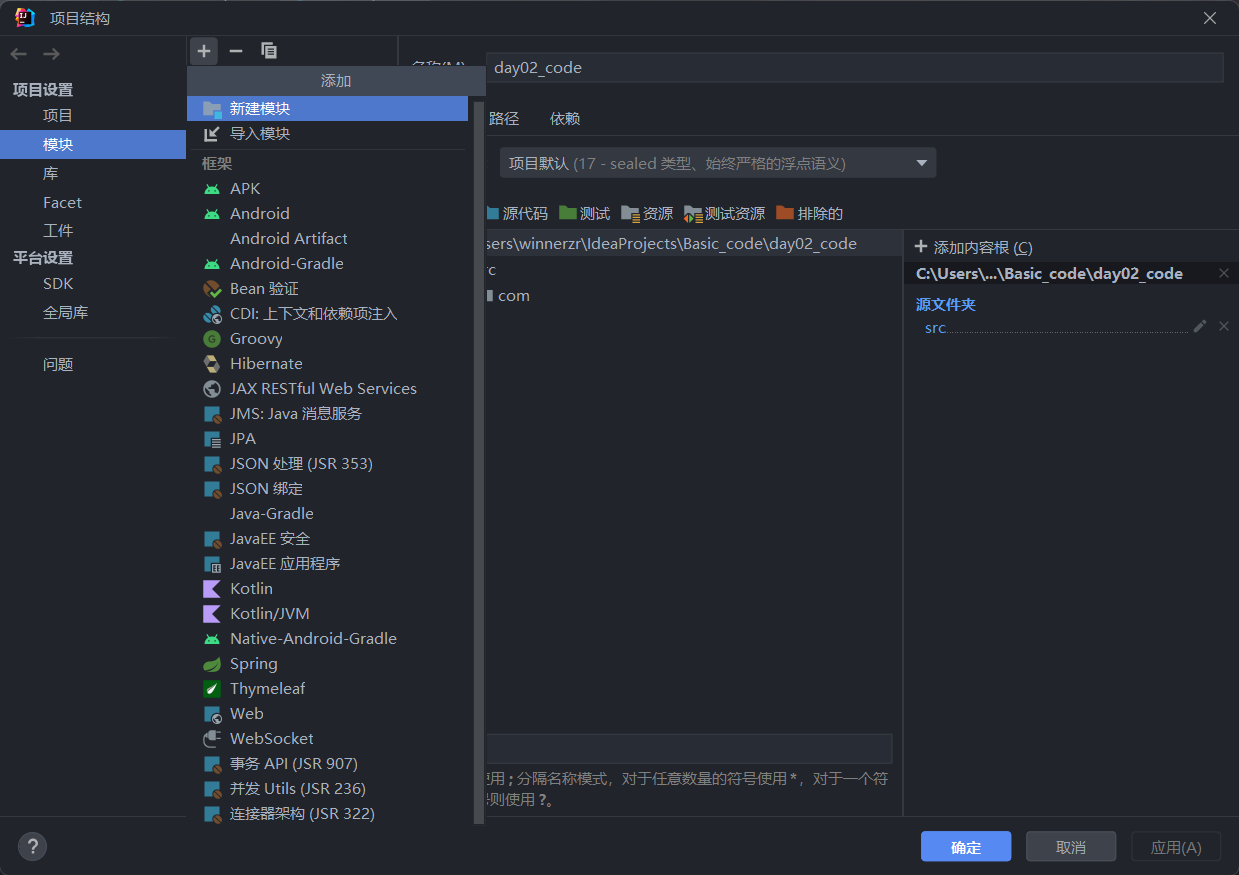 项目结构
项目设置
项目
模块
库
Facet
工件
平台设置
SDK
全局库
问题
添加
新建模块
导入模块
框架
APK
Android
Android Artifact
Android-Gradle
Bean 验证
CDI: 上下文和依赖项注入
Groovy
Hibernate
JAX RESTful Web Services
JMS: Java 消息服务
JPA
JSON 处理 (JSR 353)
JSON 绑定
Java-Gradle
JavaEE 安全
JavaEE 应用程序
Kotlin
Kotlin/JVM
Native-Android-Gradle
Spring
Thymeleaf
Web
WebSocket
事务 API (JSR 907)
并发 Utils (JSR 236)
连接器架构 (JSR 322)
名称(M) day02_code
路径 依赖
项目默认 (17 - sealed 类型、始终严格的浮点语义)
源代码 测试 资源 测试资源 排除的
sers\winnerzr\IdeaProjects\Basic_code\day02_code
rc
com
使用 ; 分隔名称模式，对于任意数量的符号使用 *，对于一个符
号则使用 ?。
添加内容根 (C)
C:\Users\...\Basic_code\day02_code
源文件夹
src
?
确定 取消 应用(A)